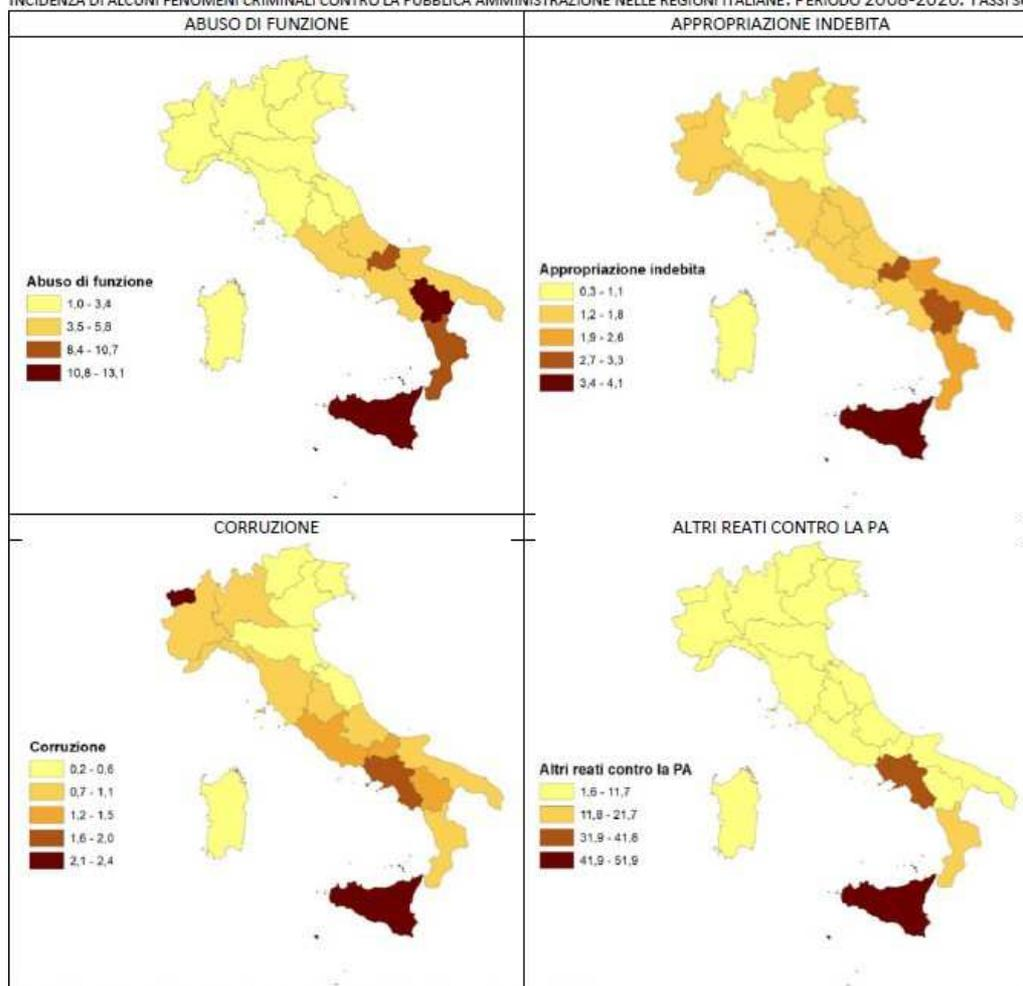 INCIDENZA DI ALCUNI FENOMENI CRIMINALI CONTRO LA PUBBLICA AMMINISTRAZIONE NELLE REGIONI ITALIANE. PERIODO 2008-2020. TASSI
ABUSO DI FUNZIONE
Abuso di funzione
1,0 - 3,4
3,5 - 5,8
8,4 - 10,7
10,8 - 13,1
APPROPRIAZIONE INDEBITA
Appropriazione indebita
0,3 - 1,1
1,2 - 1,8
1,9 - 2,6
2,7 - 3,3
3,4 - 4,1
CORRUZIONE
Corruzione
0,2 - 0,6
0,7 - 1,1
1,2 - 1,5
1,6 - 2,0
2,1 - 2,4
ALTRI REATI CONTRO LA PA
Altri reati contro la PA
1,6 - 11,7
11,8 - 21,7
31,9 - 41,8
41,9 - 51,9